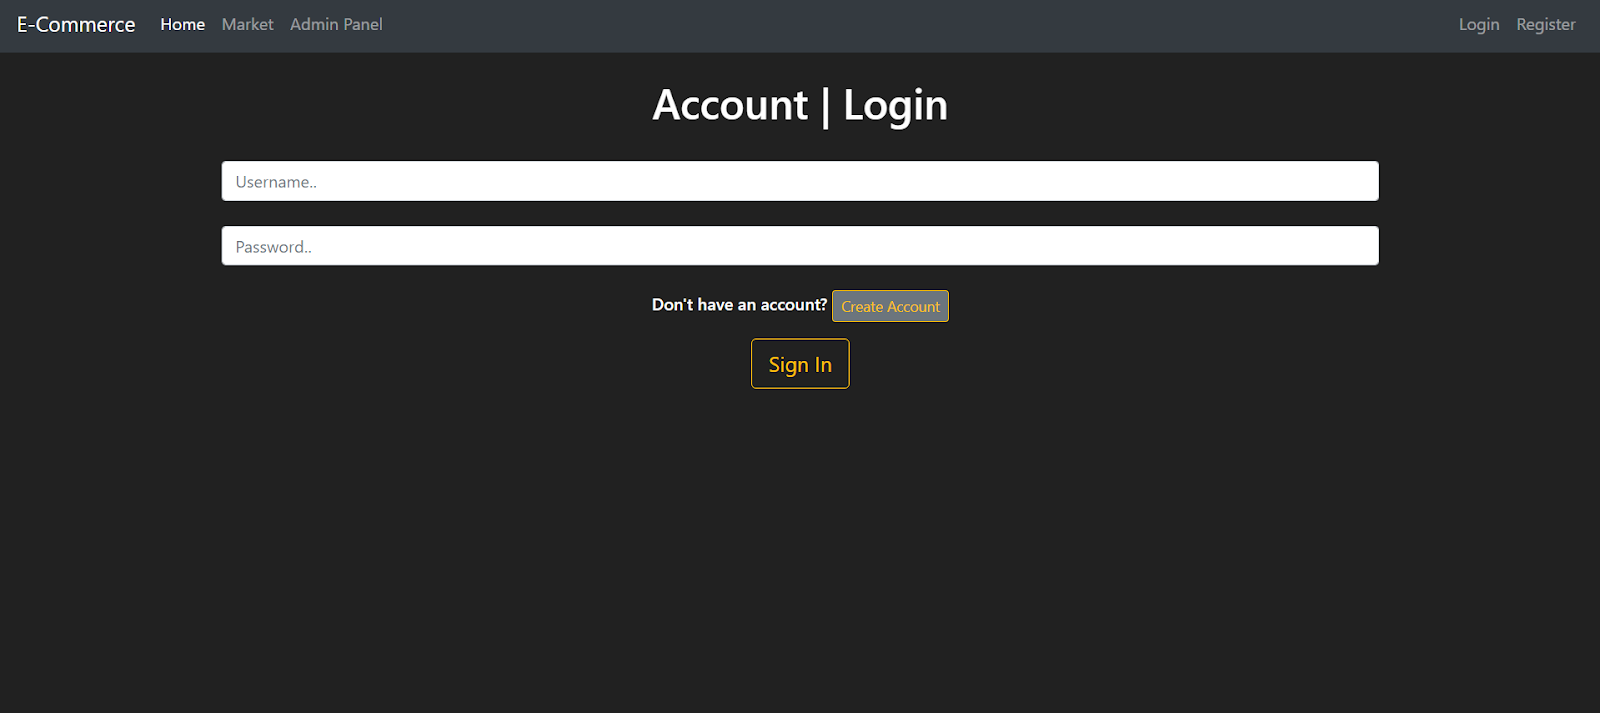 E-Commerce Home Market Admin Panel Login Register
Account | Login
Username..
Password..
Don't have an account? Create Account
Sign In